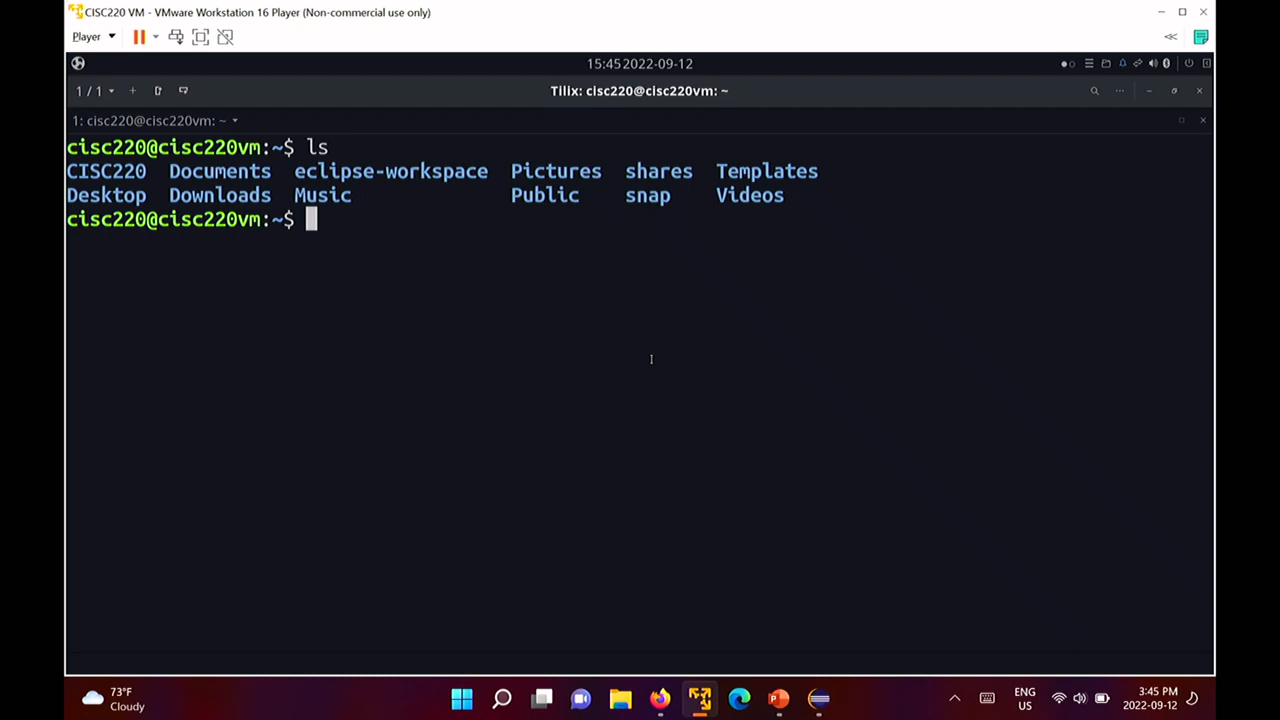 CISC220 VM - VMware Workstation 16 Player (Non-commercial use only)
Player
15:45 2022-09-12
1 / 1
Tilix: cisc220@cisc220vm: ~
1: cisc220@cisc220vm: ~
cisc220@cisc220vm:~$ ls
CISC220 Documents eclipse-workspace Pictures shares Templates
Desktop Downloads Music Public snap Videos
cisc220@cisc220vm:~$
73°F
Cloudy
ENG
US
3:45 PM
2022-09-12